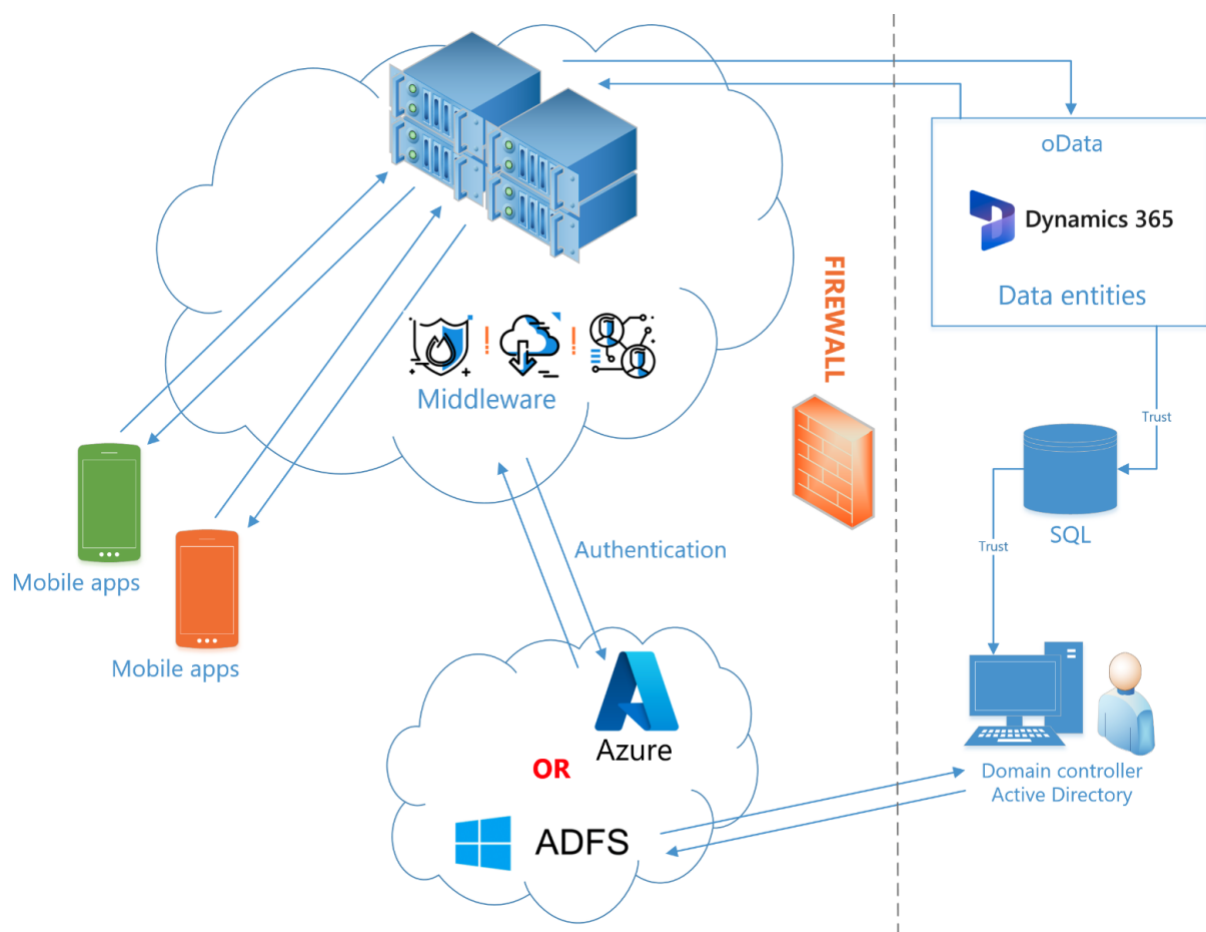 oData
Dynamics 365
Data entities
FIREWALL
Middleware
Trust
SQL
Trust
Mobile apps
Mobile apps
Authentication
Azure
OR
ADFS
Domain controller
Active Directory